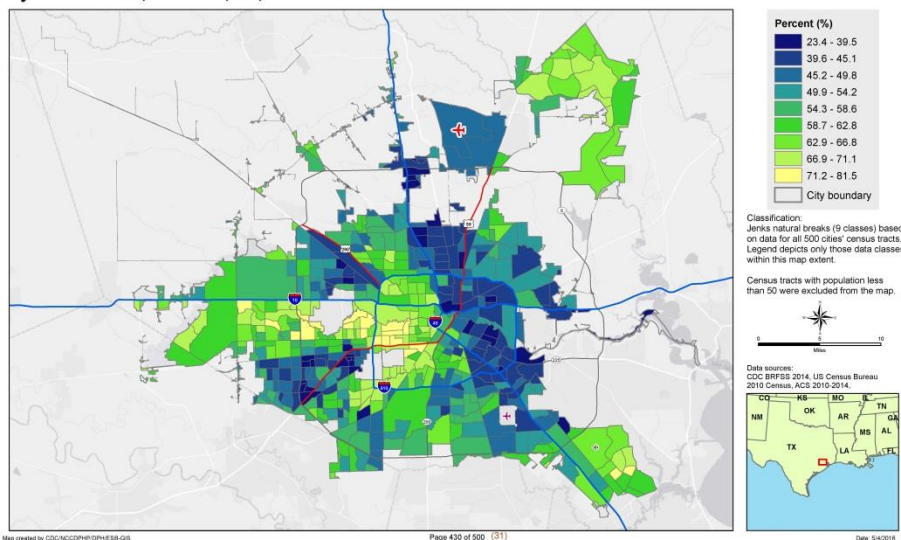 Percent (%)
23.4 - 39.5
39.6 - 45.1
45.2 - 49.8
49.9 - 54.2
54.3 - 58.6
58.7 - 62.8
62.9 - 66.8
66.9 - 71.1
71.2 - 81.5
City boundary
Classification:
Jenks natural breaks (9 classes) based
on data for all 500 cities' census tracts.
Legend depicts only those data classes
within this map extent.
Census tracts with population less
than 50 were excluded from the map.
0 5 10
Miles
Data sources:
CDC BRFSS 2014, US Census Bureau
2010 Census, ACS 2010-2014.
CO KS MO IL
NM OK AR TN
TX LA MS AL GA
FL
10
45
610
Map created by CDC/NCCDPHP/DPH/ESB-GIS
Page 430 of 500 (31)
Date: 5/4/2016